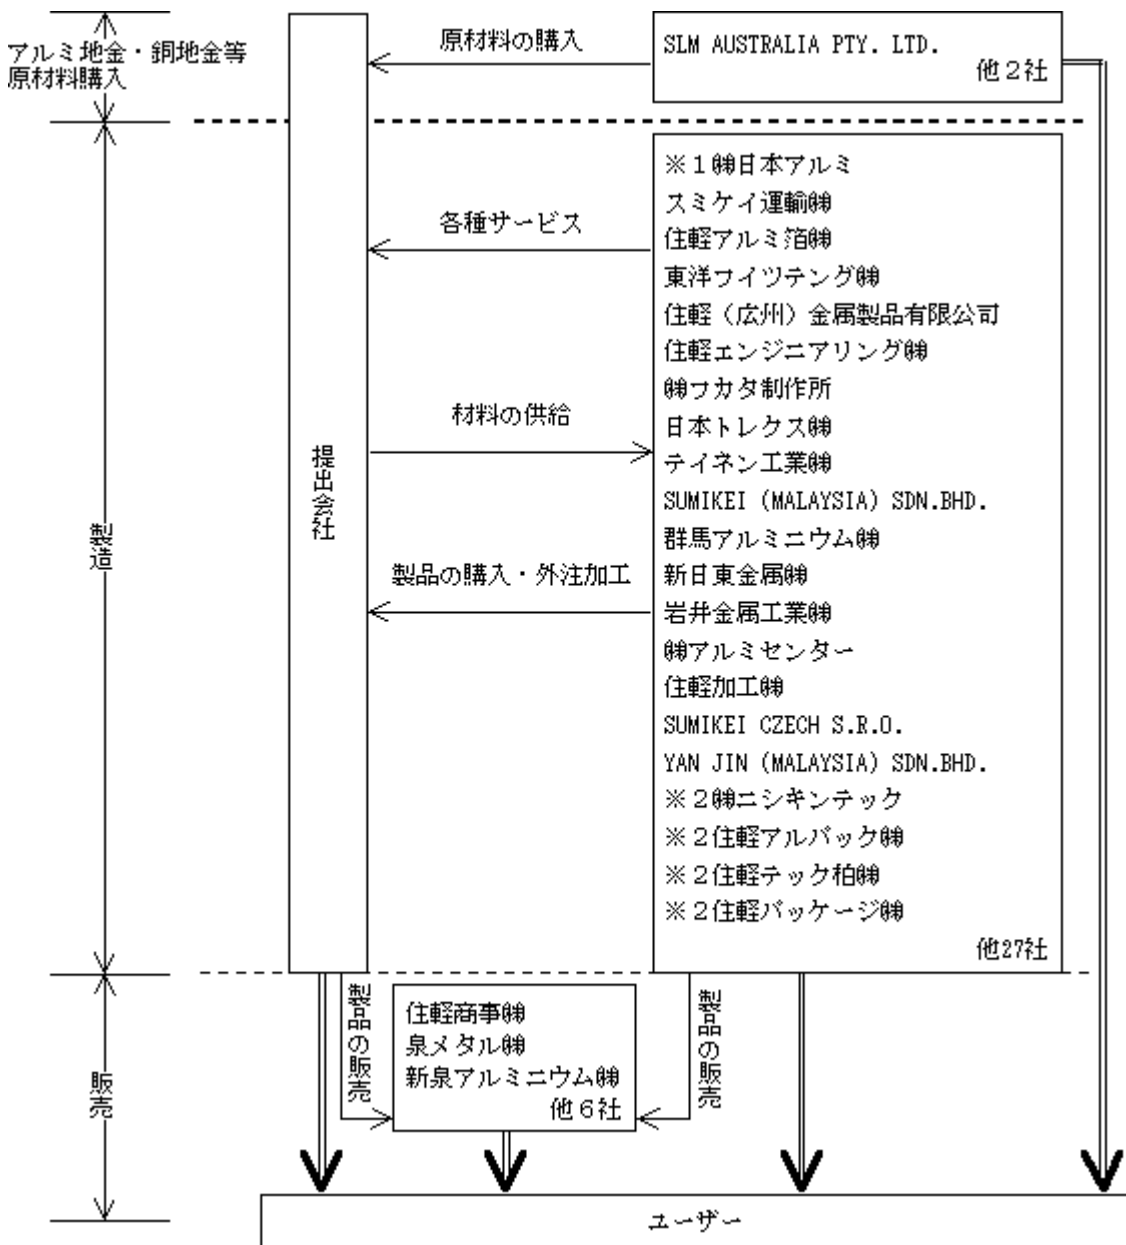 アルミ地金・銅地金等
原材料購入
原材料の購入
SLM AUSTRALIA PTY. LTD.
他２社
製造
提出会社
各種サービス
材料の供給
製品の購入・外注加工
※１㈱日本アルミ
スミケイ運輸㈱
住軽アルミ箔㈱
東洋フイツテング㈱
住軽（広州）金属製品有限公司
住軽エンジニアリング㈱
㈱フカタ制作所
日本トレクス㈱
テイネン工業㈱
SUMIKEI (MALAYSIA) SDN.BHD.
群馬アルミニウム㈱
新日東金属㈱
岩井金属工業㈱
㈱アルミセンター
住軽加工㈱
SUMIKEI CZECH S.R.O.
YAN JIN (MALAYSIA) SDN.BHD.
※２㈱ニシキンテック
※２住軽アルパック㈱
※２住軽テック柏㈱
※２住軽パッケージ㈱
他27社
販売
製品の販売
住軽商事㈱
泉メタル㈱
新泉アルミニウム㈱
他６社
製品の販売
ユーザー